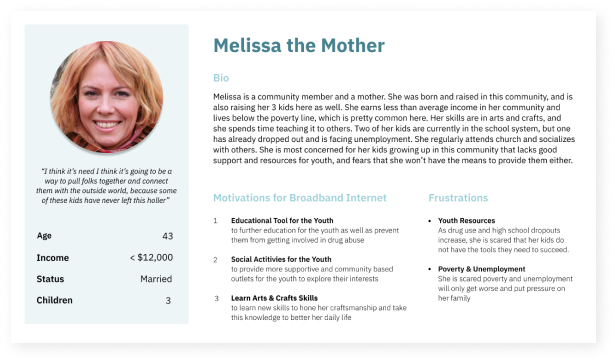 Melissa the Mother
Bio
Melissa is a community member and a mother. She was born and raised in this community, and is
also raising her 3 kids here as well. She earns less than average income in her community and
lives below the poverty line, which is pretty common here. Her skills are in arts and crafts, and
she spends time teaching it to others. Two of her kids are currently in the school system, but one
has already dropped out and is facing unemployment. She regularly attends church and socializes
with others. She is most concerned for her kids growing up in this community that lacks good
support and resources for youth, and fears that she won't have the means to provide them either.
"I think it's need I think it's going to be a
way to pull folks together and connect
them with the outside world, because some
of these kids have never left this holler"
Age 43
Income < $12,000
Status Married
Children 3
Motivations for Broadband Internet
1 Educational Tool for the Youth
to further education for the youth as well as prevent
them from getting involved in drug abuse
2 Social Activities for the Youth
to provide more supportive and community based
outlets for the youth to explore their interests
3 Learn Arts & Crafts Skills
to learn new skills to hone her craftsmanship and take
this knowledge to better her daily life
Frustrations
• Youth Resources
As drug use and high school dropouts
increase, she is scared that her kids do
not have the tools they need to succeed.
• Poverty & Unemployment
She is scared poverty and unemployment
will only get worse and put pressure on
her family